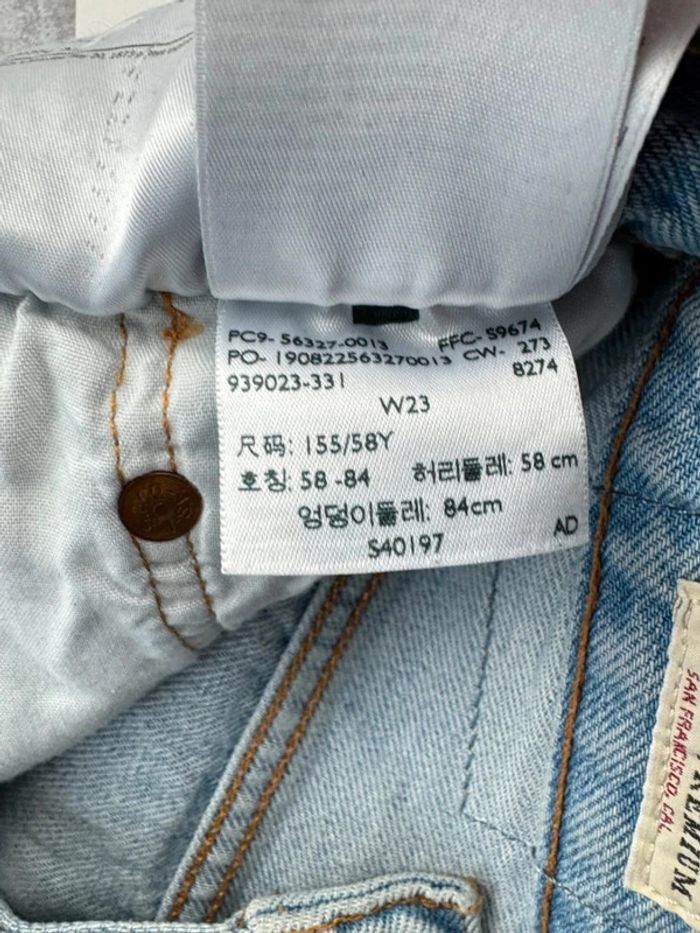 PC9- 56327-0013 FFC- S9674
PO- 190822563270013 CW- 273
939023-331 8274
W23
尺码: 155/58Y
호칭: 58 -84 허리둘레: 58 cm
엉덩이둘레: 84cm
S40197 AD
SAN FRANCISCO, CAL.
PREMIUM